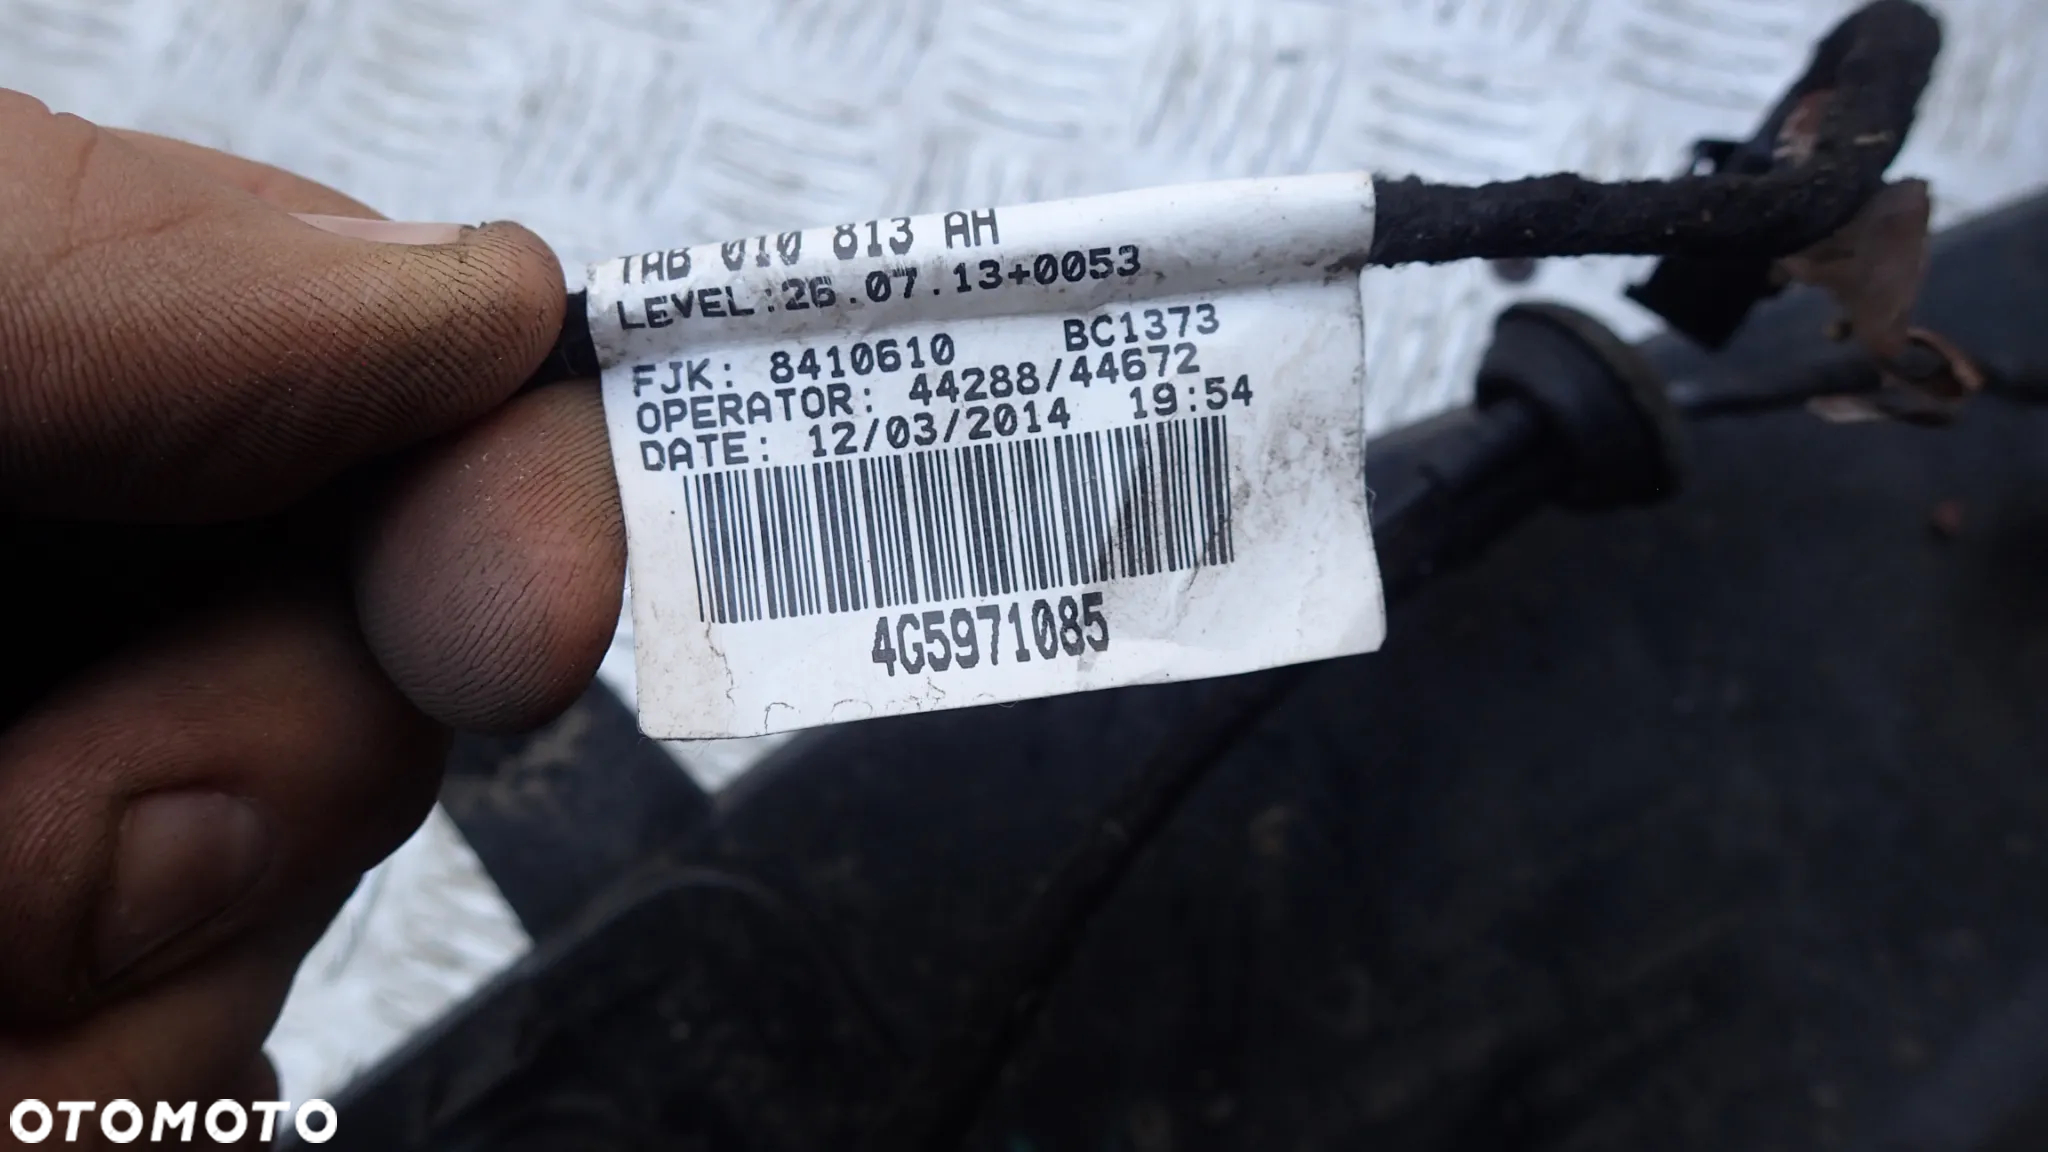 TAB 010 813 AH
LEVEL:26.07.13+0053
FJK: 8410610 BC1373
OPERATOR: 44288/44672
DATE: 12/03/2014 19:54
4G5971085
OTOMOTO